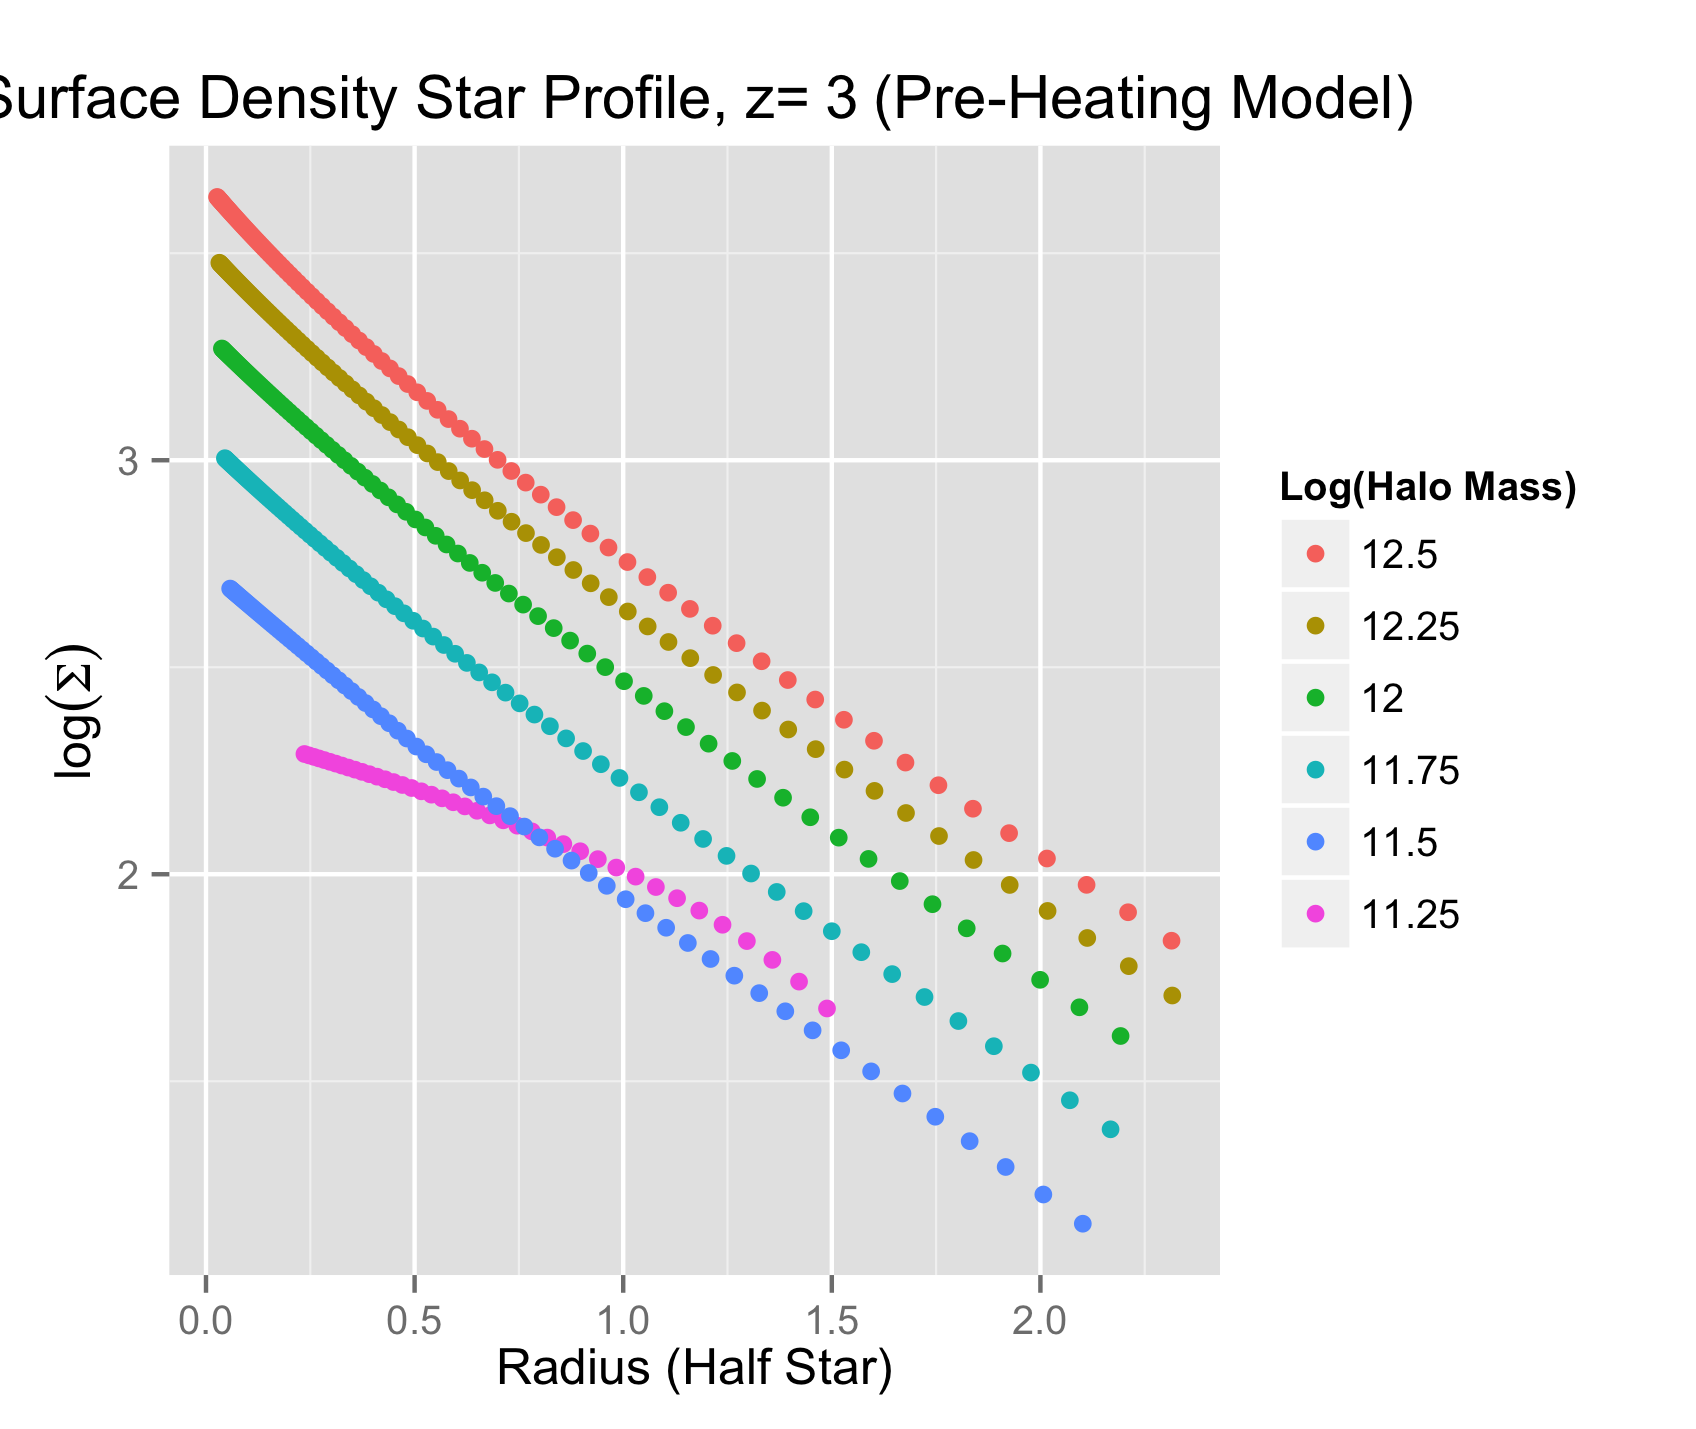 Surface Density Star Profile, z= 3 (Pre-Heating Model)
log(Σ)
3
2
0.0 0.5 1.0 1.5 2.0
Radius (Half Star)
Log(Halo Mass)
12.5
12.25
12
11.75
11.5
11.25